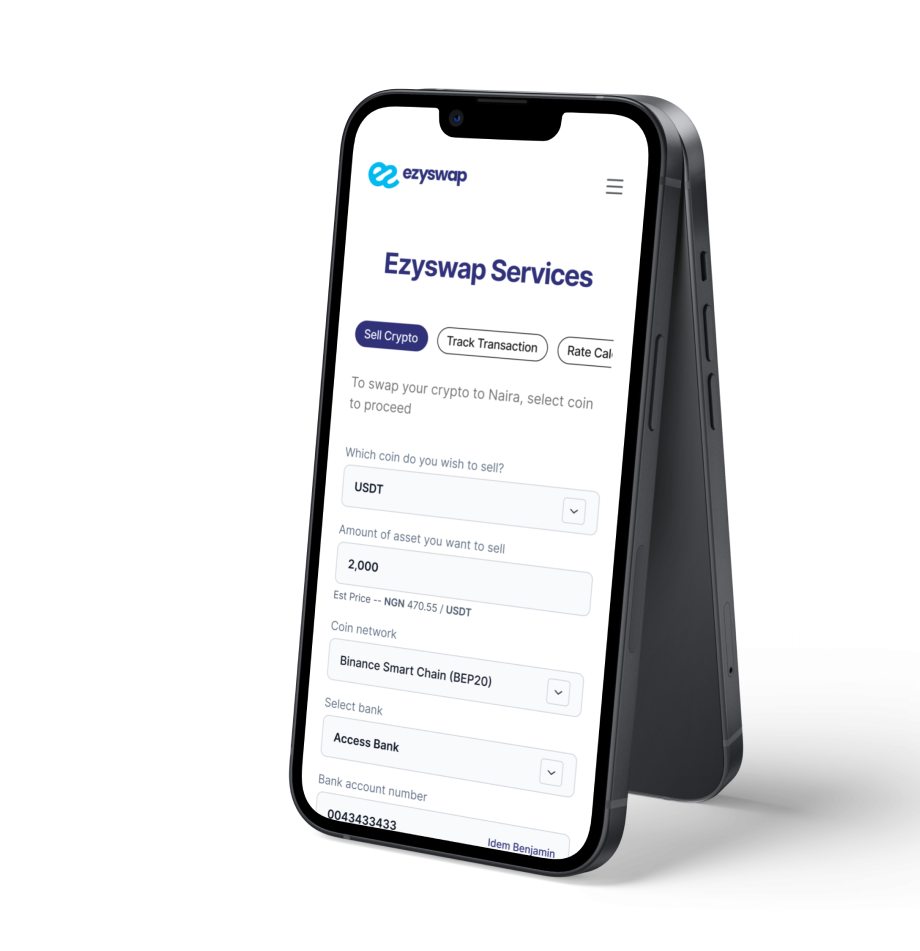 ezyswap
Ezyswap Services
Sell Crypto
Track Transaction
Rate
To swap your crypto to Naira, select coin
to proceed
Which coin do you wish to sell?
USDT
Amount of asset you want to sell
2,000
Est Price -- NGN 470.55 / USDT
Coin network
Binance Smart Chain (BEP20)
Select bank
Access Bank
Bank account number
0043433433
Idem Benjamin